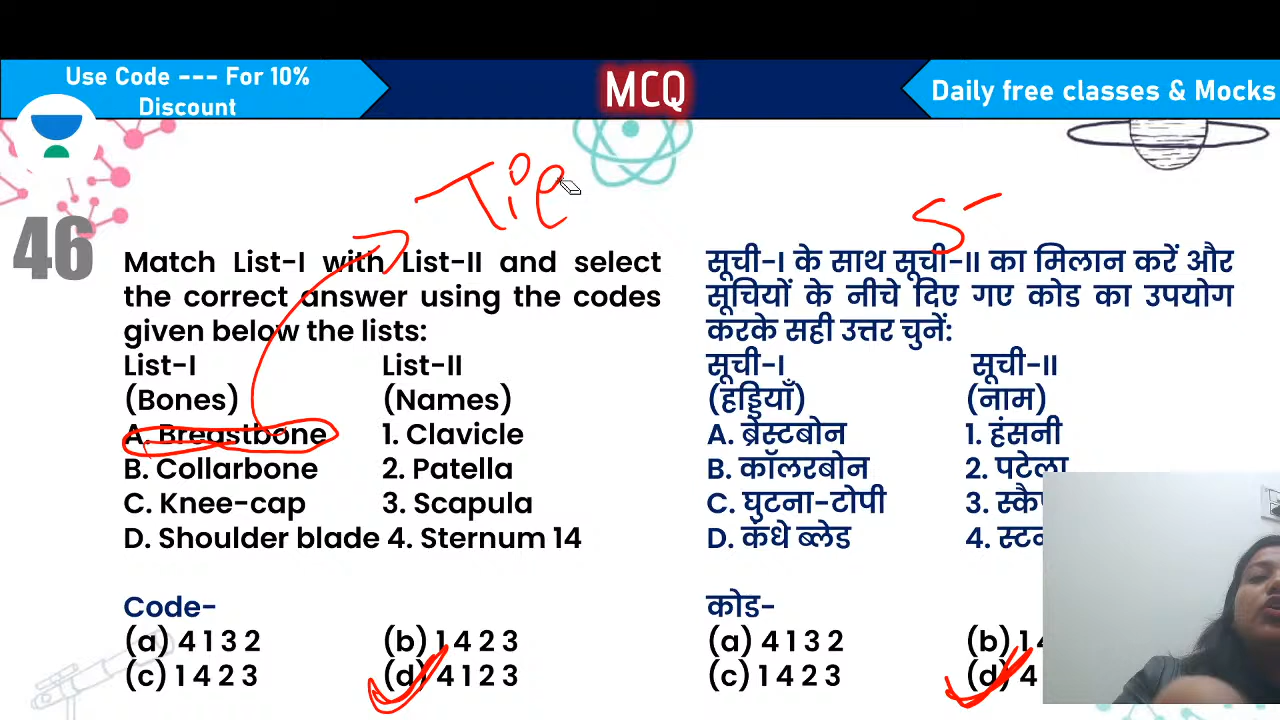 Use Code --- For 10%
Discount
MCQ
Daily free classes & Mocks
Tie
5
46
Match List-I with List-II and select
the correct answer using the codes
given below the lists:
List-I List-II
(Bones) (Names)
A. Breastbone 1. Clavicle
B. Collarbone 2. Patella
C. Knee-cap 3. Scapula
D. Shoulder blade 4. Sternum 14
Code-
(a) 4 1 3 2 (b) 1 4 2 3
(c) 1 4 2 3 (d) 4 1 2 3
सूची-I के साथ सूची-II का मिलान करें और
सूचियों के नीचे दिए गए कोड का उपयोग
करके सही उत्तर चुनें:
सूची-I सूची-II
(हड्डियाँ) (नाम)
A. ब्रेस्टबोन 1. हंसनी
B. कॉलरबोन 2. पटेला
C. घुटना-टोपी 3.
D. कंधे ब्लेड 4.
कोड-
(a) 4 1 3 2 (b) 1
(c) 1 4 2 3 (d) 4